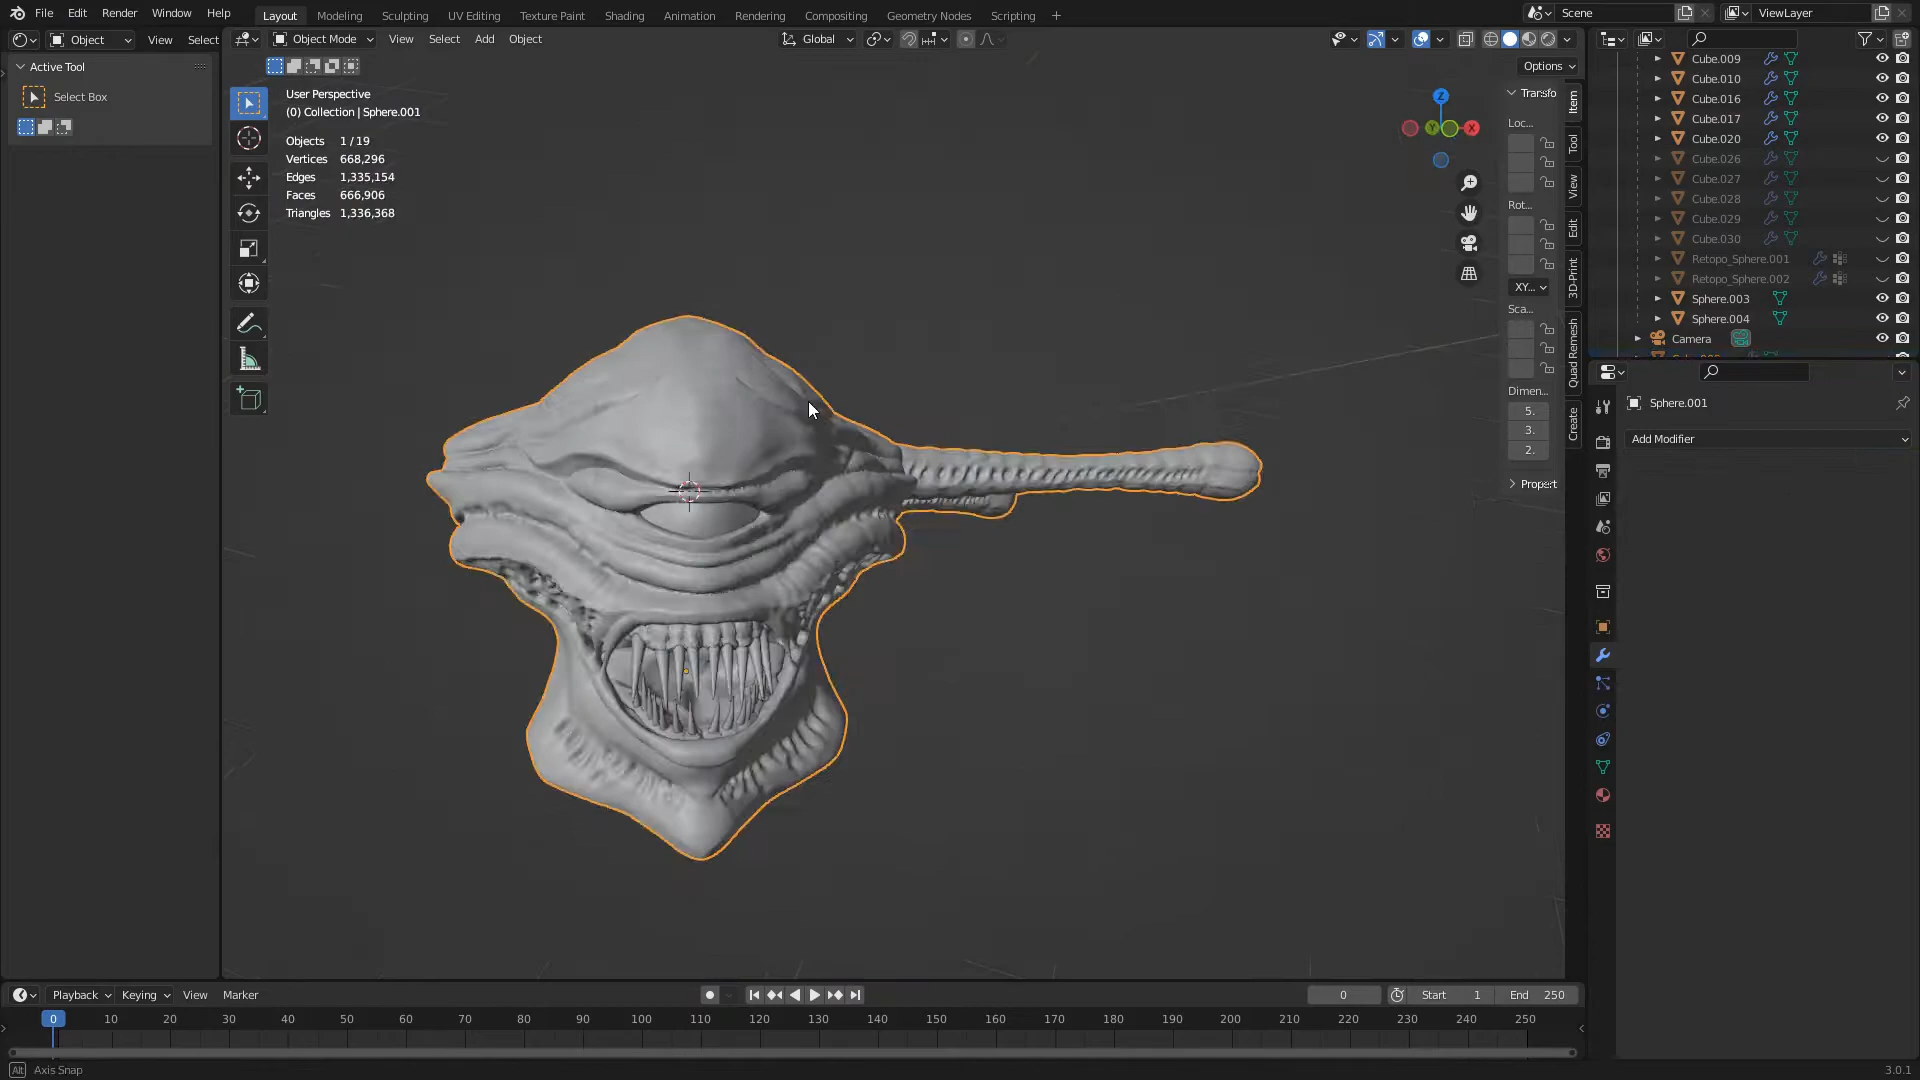 File Edit Render Window Help Layout Modeling Sculpting UV Editing Texture Paint Shading Animation Rendering Compositing Geometry Nodes Scripting + Scene ViewLayer
Object View Select Object Mode View Select Add Object Global
Options
Active Tool
Select Box
User Perspective
(0) Collection | Sphere.001
Objects 1 / 19
Vertices 668,296
Edges 1,335,154
Faces 666,906
Triangles 1,336,368
Z
Y
X
Transfo
Loc...
Rot...
XY...
Sca...
Dimen...
5.
3.
2.
Propert
Item
Tool
View
Edit
3D-Print
Quad Remesh
Create
Cube.009
Cube.010
Cube.016
Cube.017
Cube.020
Cube.026
Cube.027
Cube.028
Cube.029
Cube.030
Retopo_Sphere.001
Retopo_Sphere.002
Sphere.003
Sphere.004
Camera
Sphere.001
Add Modifier
Playback Keying View Marker 0 Start 1 End 250
0 10 20 30 40 50 60 70 80 90 100 110 120 130 140 150 160 170 180 190 200 210 220 230 240 250
Alt Axis Snap 3.0.1